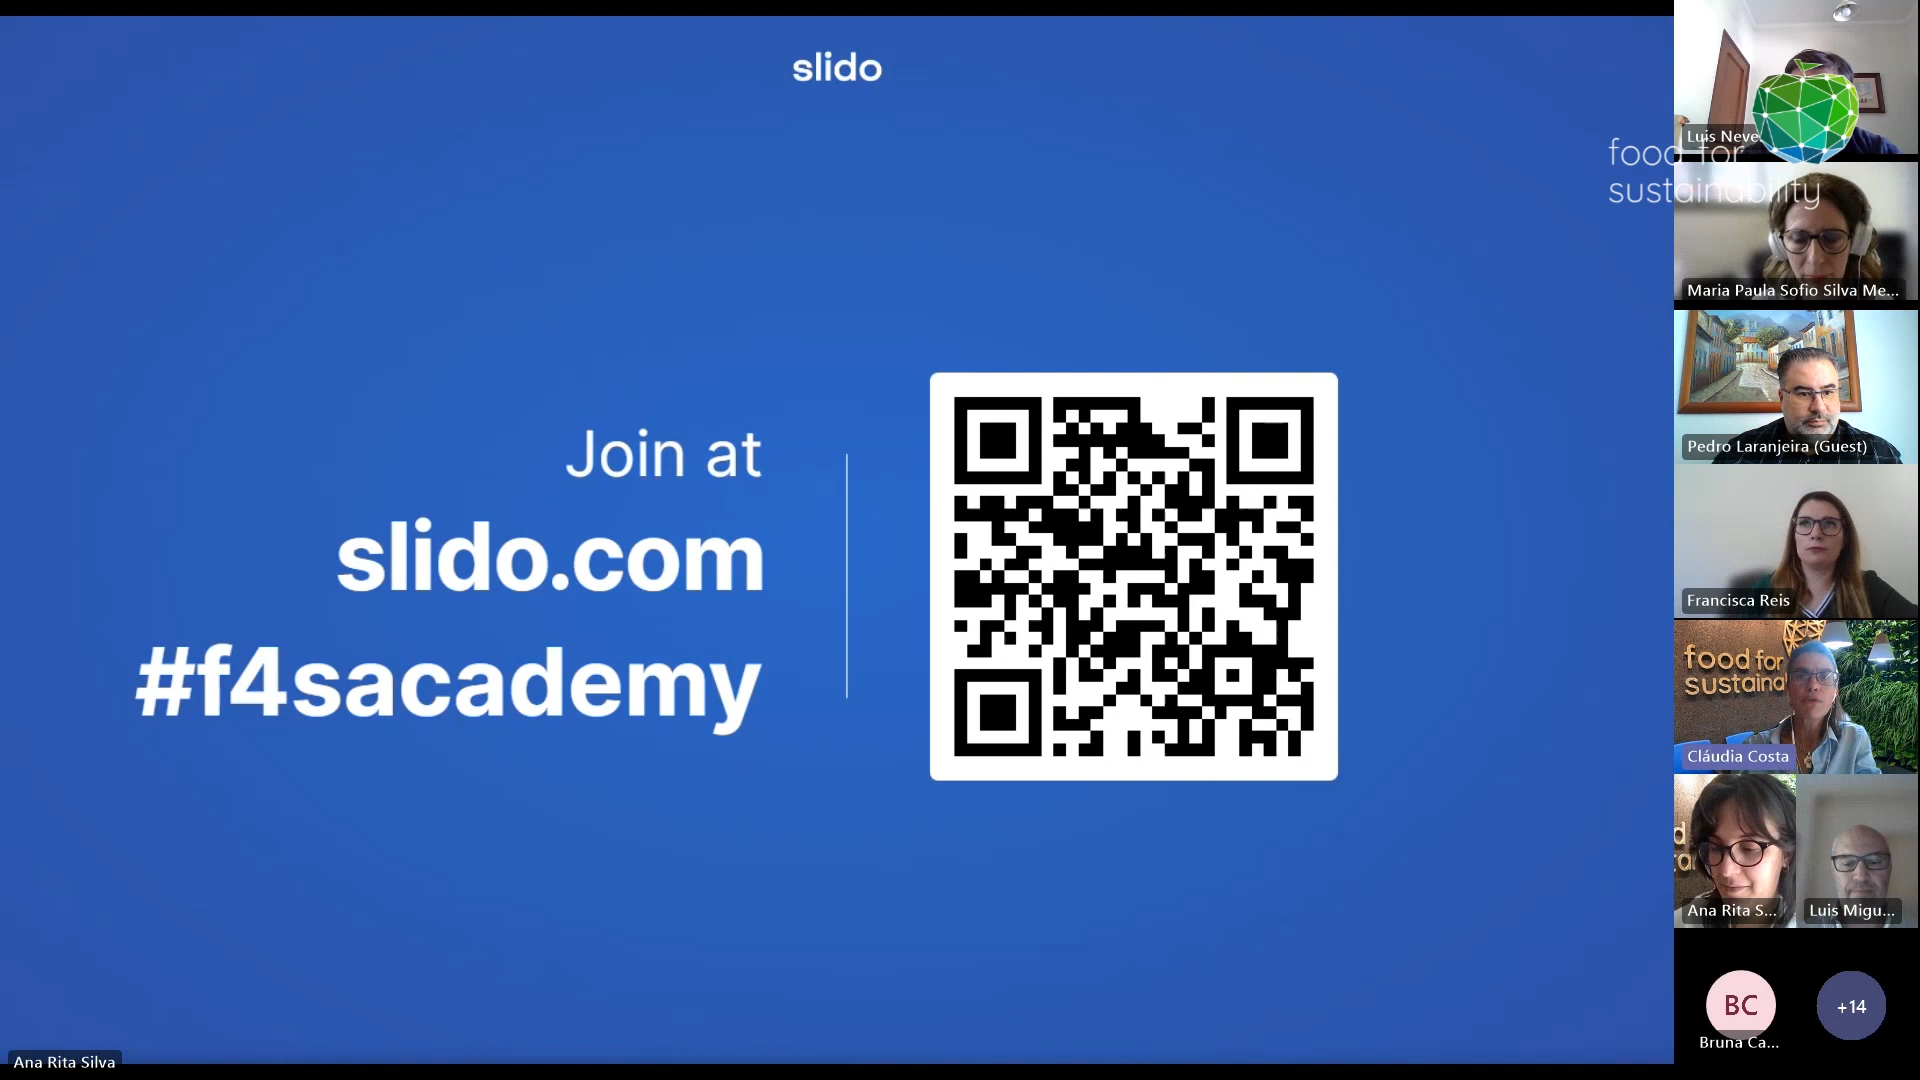 slido
Join at
slido.com
#f4sacademy
food for
sustainability
Luis Neve
Maria Paula Sofio Silva Me...
Pedro Laranjeira (Guest)
Francisca Reis
food for
sustaina
Cláudia Costa
Ana Rita S...
Luis Migu...
BC
+14
Bruna Ca...
Ana Rita Silva